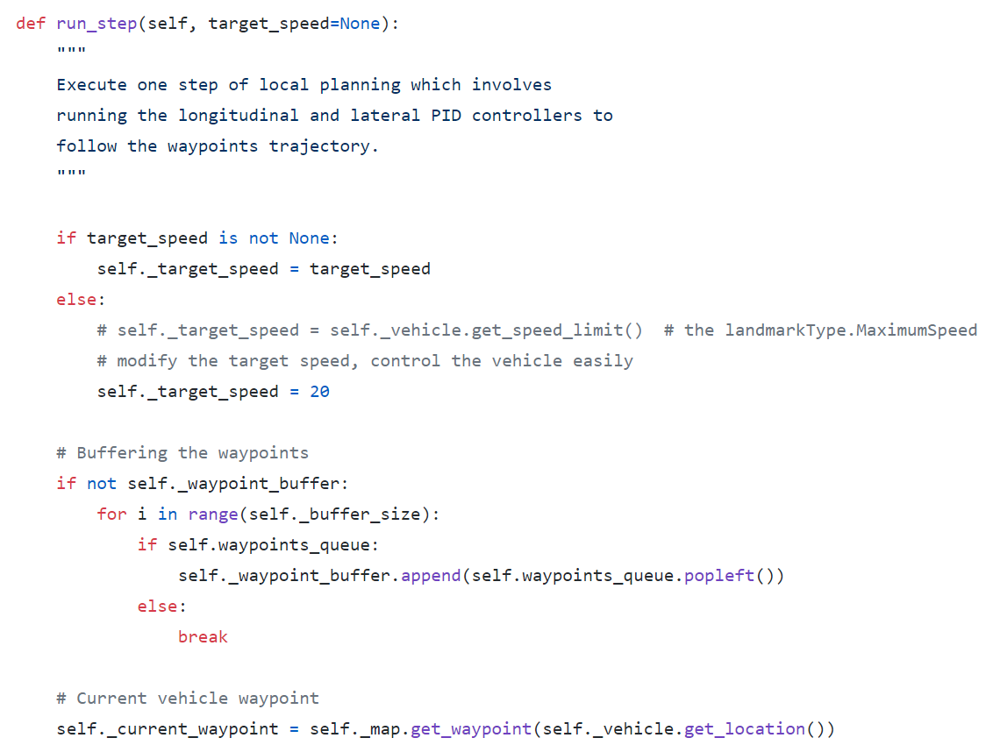 def run_step(self, target_speed=None):
    """
    Execute one step of local planning which involves
    running the longitudinal and lateral PID controllers to
    follow the waypoints trajectory.
    """

    if target_speed is not None:
        self._target_speed = target_speed
    else:
        # self._target_speed = self._vehicle.get_speed_limit()  # the landmarkType.MaximumSpeed
        # modify the target speed, control the vehicle easily
        self._target_speed = 20

    # Buffering the waypoints
    if not self._waypoint_buffer:
        for i in range(self._buffer_size):
            if self.waypoints_queue:
                self._waypoint_buffer.append(self.waypoints_queue.popleft())
            else:
                break

    # Current vehicle waypoint
    self._current_waypoint = self._map.get_waypoint(self._vehicle.get_location())